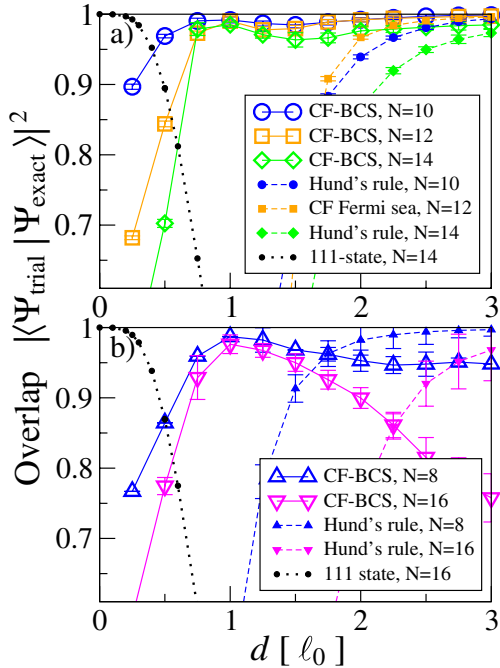 1
a)
0.9
0.8
0.7
CF-BCS, N=10
CF-BCS, N=12
CF-BCS, N=14
Hund's rule, N=10
CF Fermi sea, N=12
Hund's rule, N=14
111-state, N=14
0 1 2 3
Overlap |⟨Ψtrial|Ψexact⟩|²
1
b)
0.9
0.8
0.7
CF-BCS, N=8
CF-BCS, N=16
Hund's rule, N=8
Hund's rule, N=16
111 state, N=16
0 1 2 3
d [ℓ0]